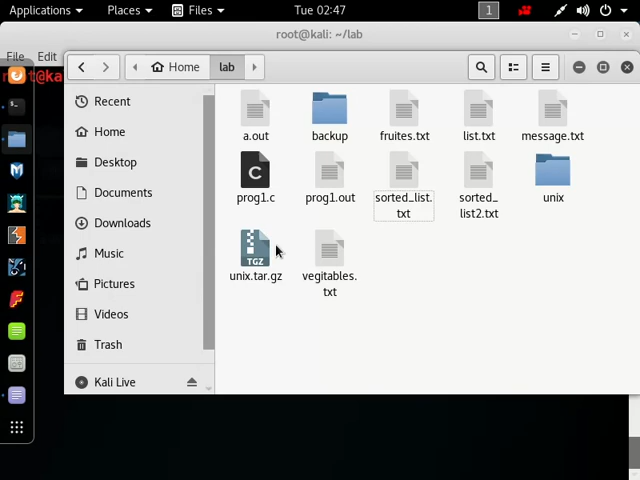 Applications
Places
Files
Tue 02:47
1
root@kali: ~/lab
File Edit
Home
lab
Recent
Home
Desktop
Documents
Downloads
Music
Pictures
Videos
Trash
Kali Live
a.out
backup
fruites.txt
list.txt
message.txt
C
prog1.c
prog1.out
sorted_list.
txt
sorted_
list2.txt
unix
TGZ
unix.tar.gz
vegitables.
txt